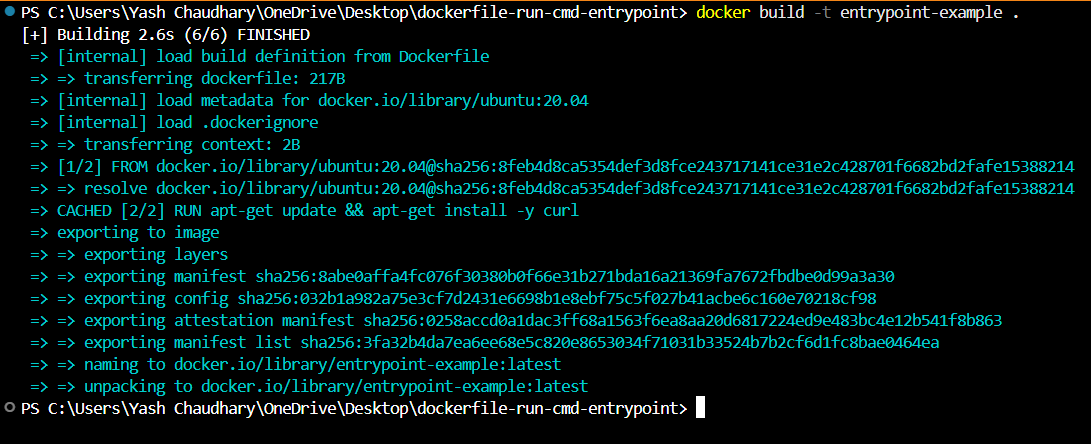 PS C:\Users\Yash Chaudhary\OneDrive\Desktop\dockerfile-run-cmd-entrypoint> docker build -t entrypoint-example .
[+] Building 2.6s (6/6) FINISHED
=> [internal] load build definition from Dockerfile
=> => transferring dockerfile: 217B
=> [internal] load metadata for docker.io/library/ubuntu:20.04
=> [internal] load .dockerignore
=> => transferring context: 2B
=> [1/2] FROM docker.io/library/ubuntu:20.04@sha256:8feb4d8ca5354def3d8fce243717141ce31e2c428701f6682bd2fafe15388214
=> => resolve docker.io/library/ubuntu:20.04@sha256:8feb4d8ca5354def3d8fce243717141ce31e2c428701f6682bd2fafe15388214
=> CACHED [2/2] RUN apt-get update && apt-get install -y curl
=> exporting to image
=> => exporting layers
=> => exporting manifest sha256:8abe0affa4fc076f30380b0f66e31b271bda16a21369fa7672fbdbe0d99a3a30
=> => exporting config sha256:032b1a982a75e3cf7d2431e6698b1e8ebf75c5f027b41acbe6c160e70218cf98
=> => exporting attestation manifest sha256:0258accd0a1dac3ff68a1563f6ea8aa20d6817224ed9e483bc4e12b541f8b863
=> => exporting manifest list sha256:3fa32b4da7ea6ee68e5c820e8653034f71031b33524b7b2cf6d1fc8bae0464ea
=> => naming to docker.io/library/entrypoint-example:latest
=> => unpacking to docker.io/library/entrypoint-example:latest
PS C:\Users\Yash Chaudhary\OneDrive\Desktop\dockerfile-run-cmd-entrypoint>